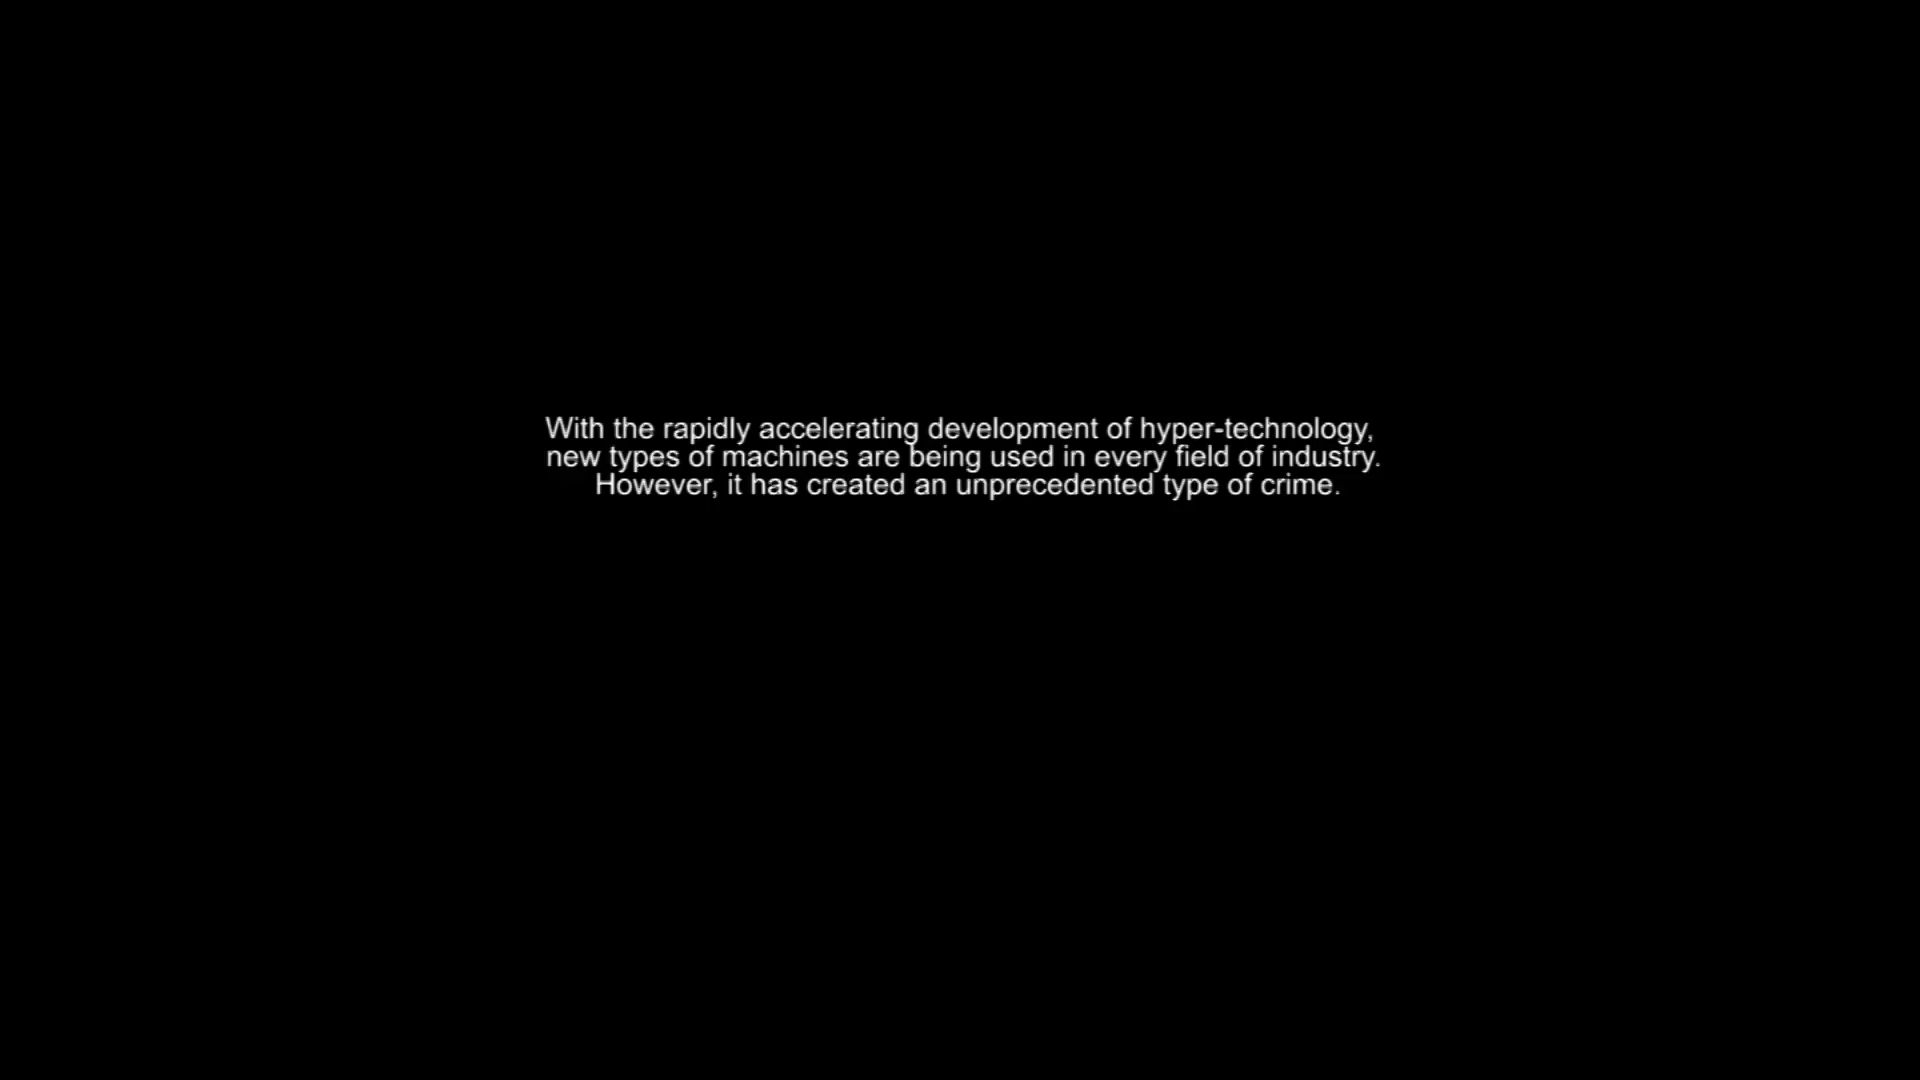 With the rapidly accelerating development of hyper-technology,
new types of machines are being used in every field of industry.
However, it has created an unprecedented type of crime.